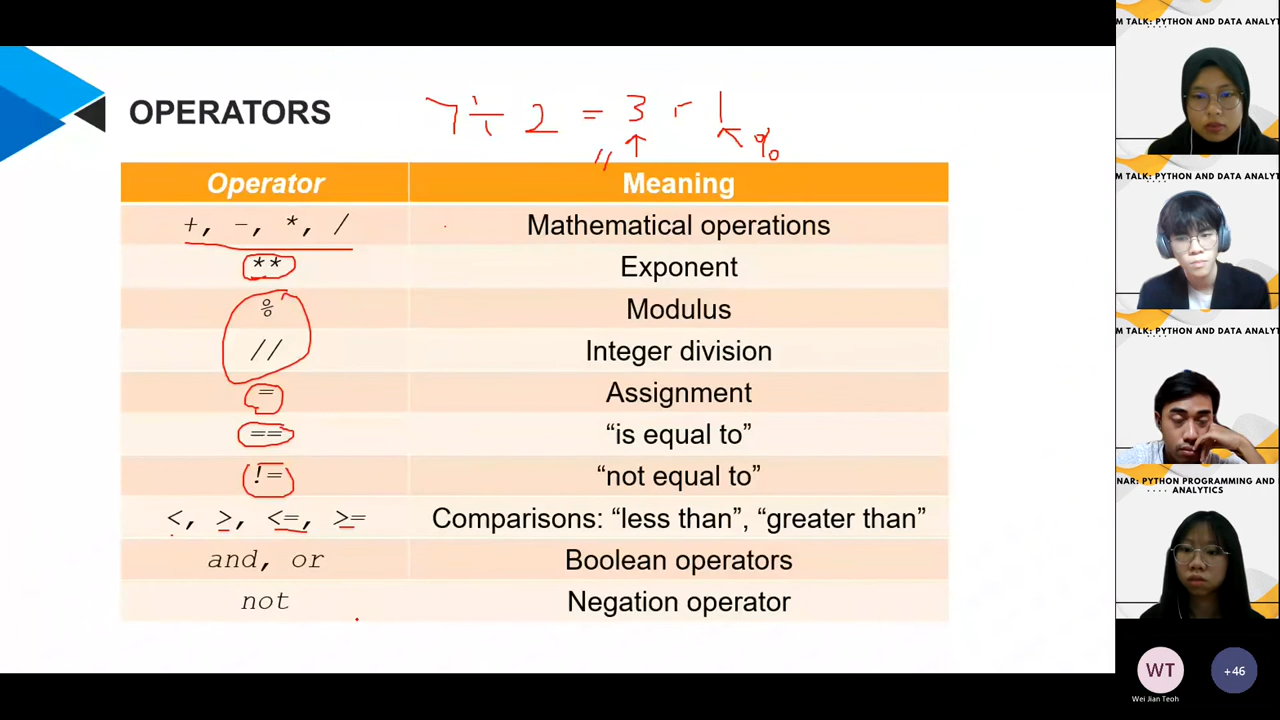 OPERATORS
7 ÷ 2 = 3 r 1
// ↑ ↖ %
Operator Meaning
+, -, *, / Mathematical operations
** Exponent
% Modulus
// Integer division
= Assignment
== “is equal to”
!= “not equal to”
<, >, <=, >= Comparisons: “less than”, “greater than”
and, or Boolean operators
not Negation operator
M TALK: PYTHON AND DATA ANALYT
M TALK: PYTHON AND DATA ANALYT
M TALK: PYTHON AND DATA ANALYT
NAR: PYTHON PROGRAMMING AND
ANALYTICS
WT
Wei Jian Teoh
+46